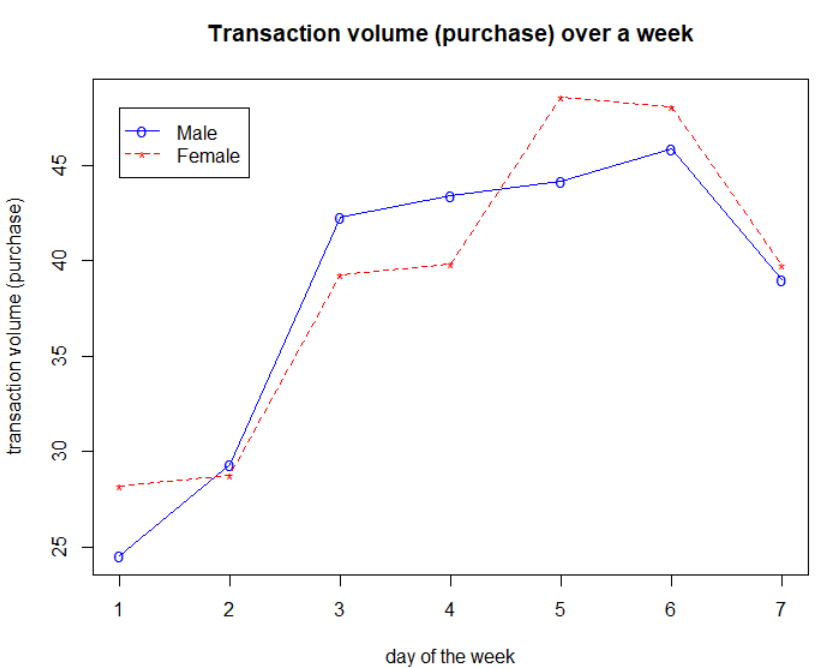 Transaction volume (purchase) over a week
Male
Female
transaction volume (purchase)
45
40
35
30
25
1 2 3 4 5 6 7
day of the week